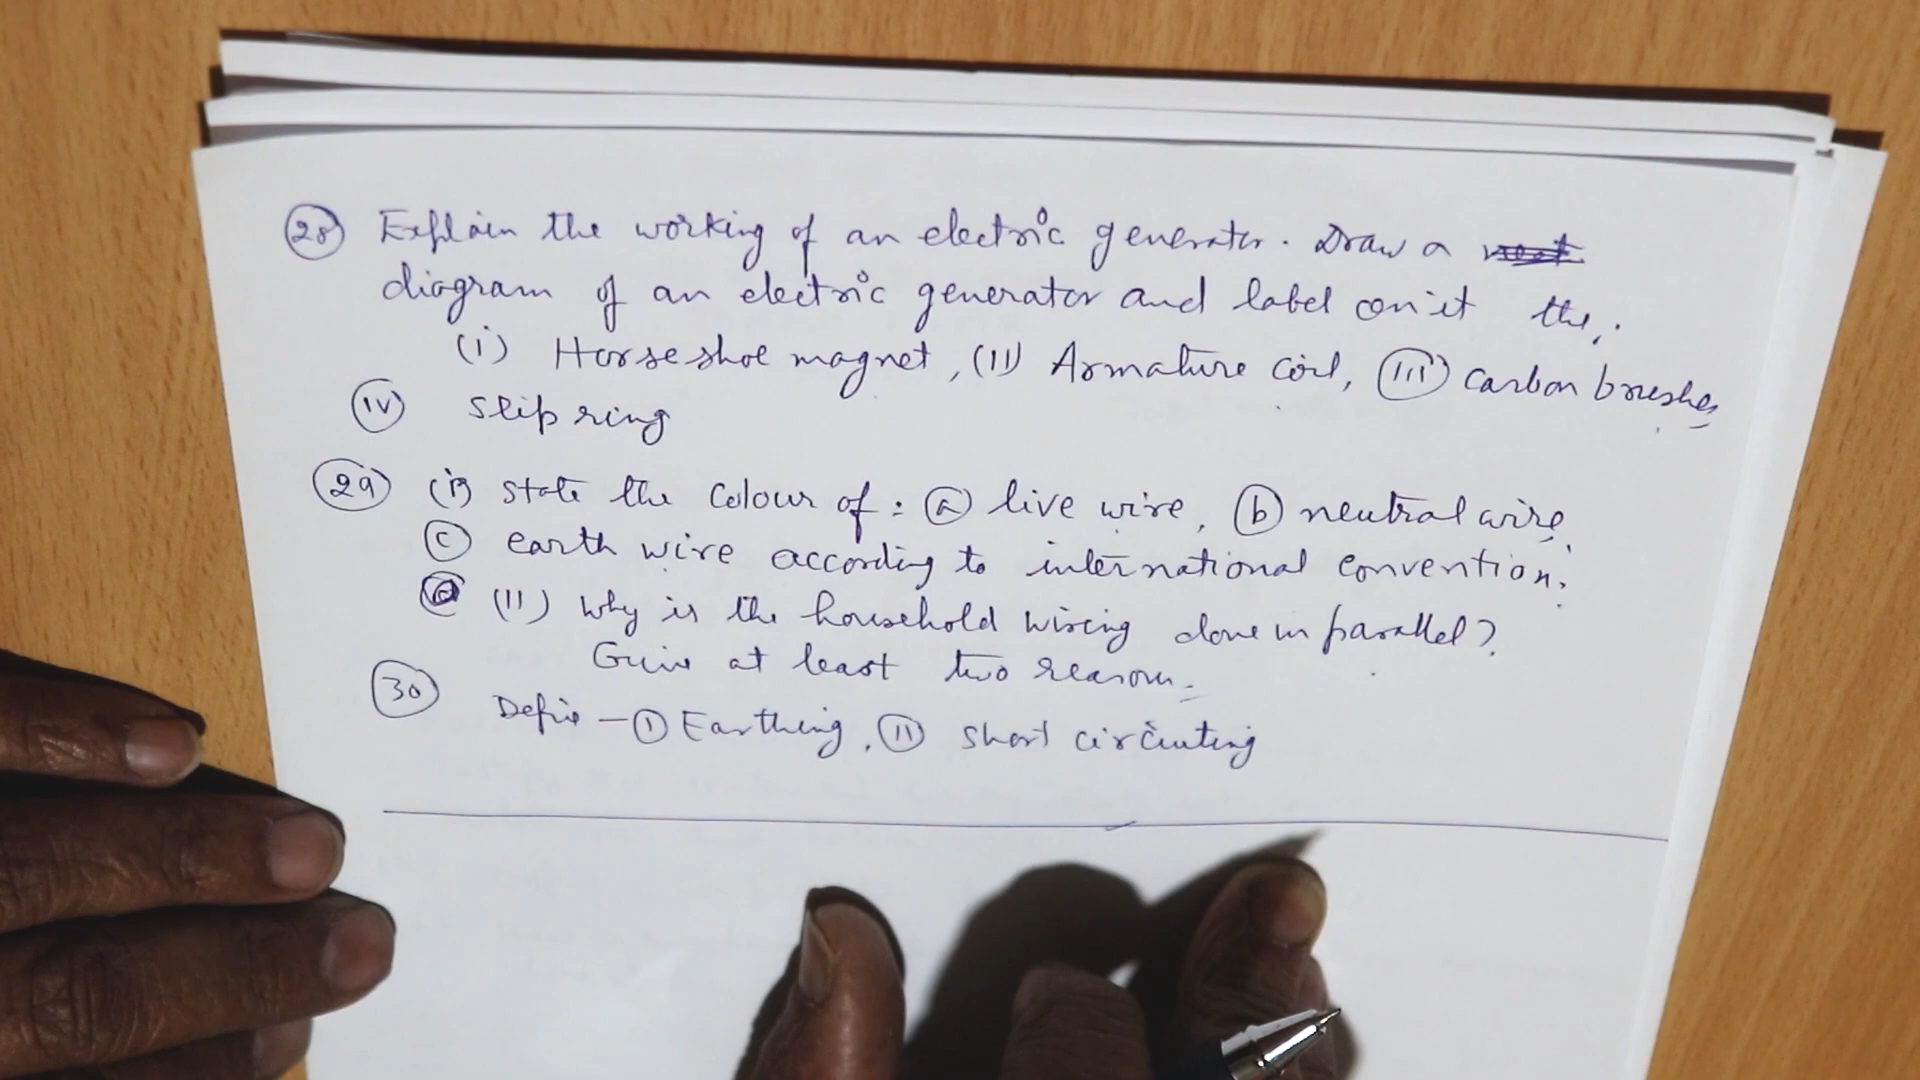 28 Explain the working of an electric generator. Draw a
diagram of an electric generator and label on it the:
(i) Horse shoe magnet, (II) Armature coil, (III) carbon brushes
(IV) slip ring
29 (i) state the colour of: (a) live wire, (b) neutral wire,
(c) earth wire according to international convention.
(II) Why is the household wiring done in parallel?
Give at least two reasons.
30 Define - (I) Earthing, (II) short circuiting